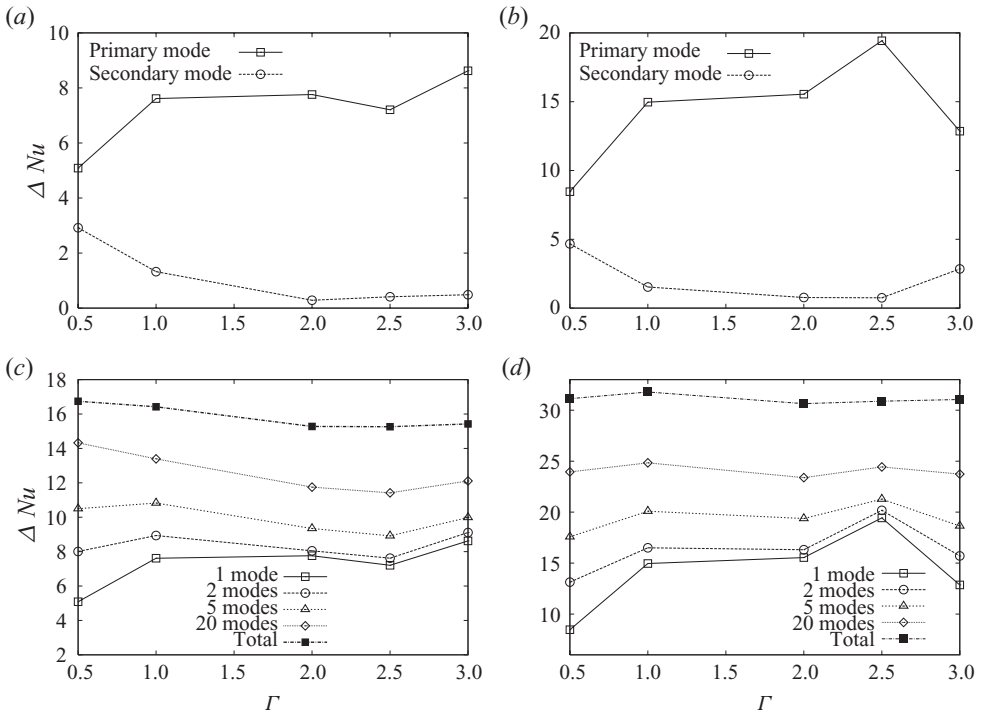 (a)
10
8
6
4
2
0
Δ Nu
Primary mode
Secondary mode
0.5 1.0 1.5 2.0 2.5 3.0
(b)
20
15
10
5
0
Primary mode
Secondary mode
0.5 1.0 1.5 2.0 2.5 3.0
(c)
18
16
14
12
10
8
6
4
2
Δ Nu
1 mode
2 modes
5 modes
20 modes
Total
0.5 1.0 1.5 2.0 2.5 3.0
Γ
(d)
30
25
20
15
10
1 mode
2 modes
5 modes
20 modes
Total
0.5 1.0 1.5 2.0 2.5 3.0
Γ